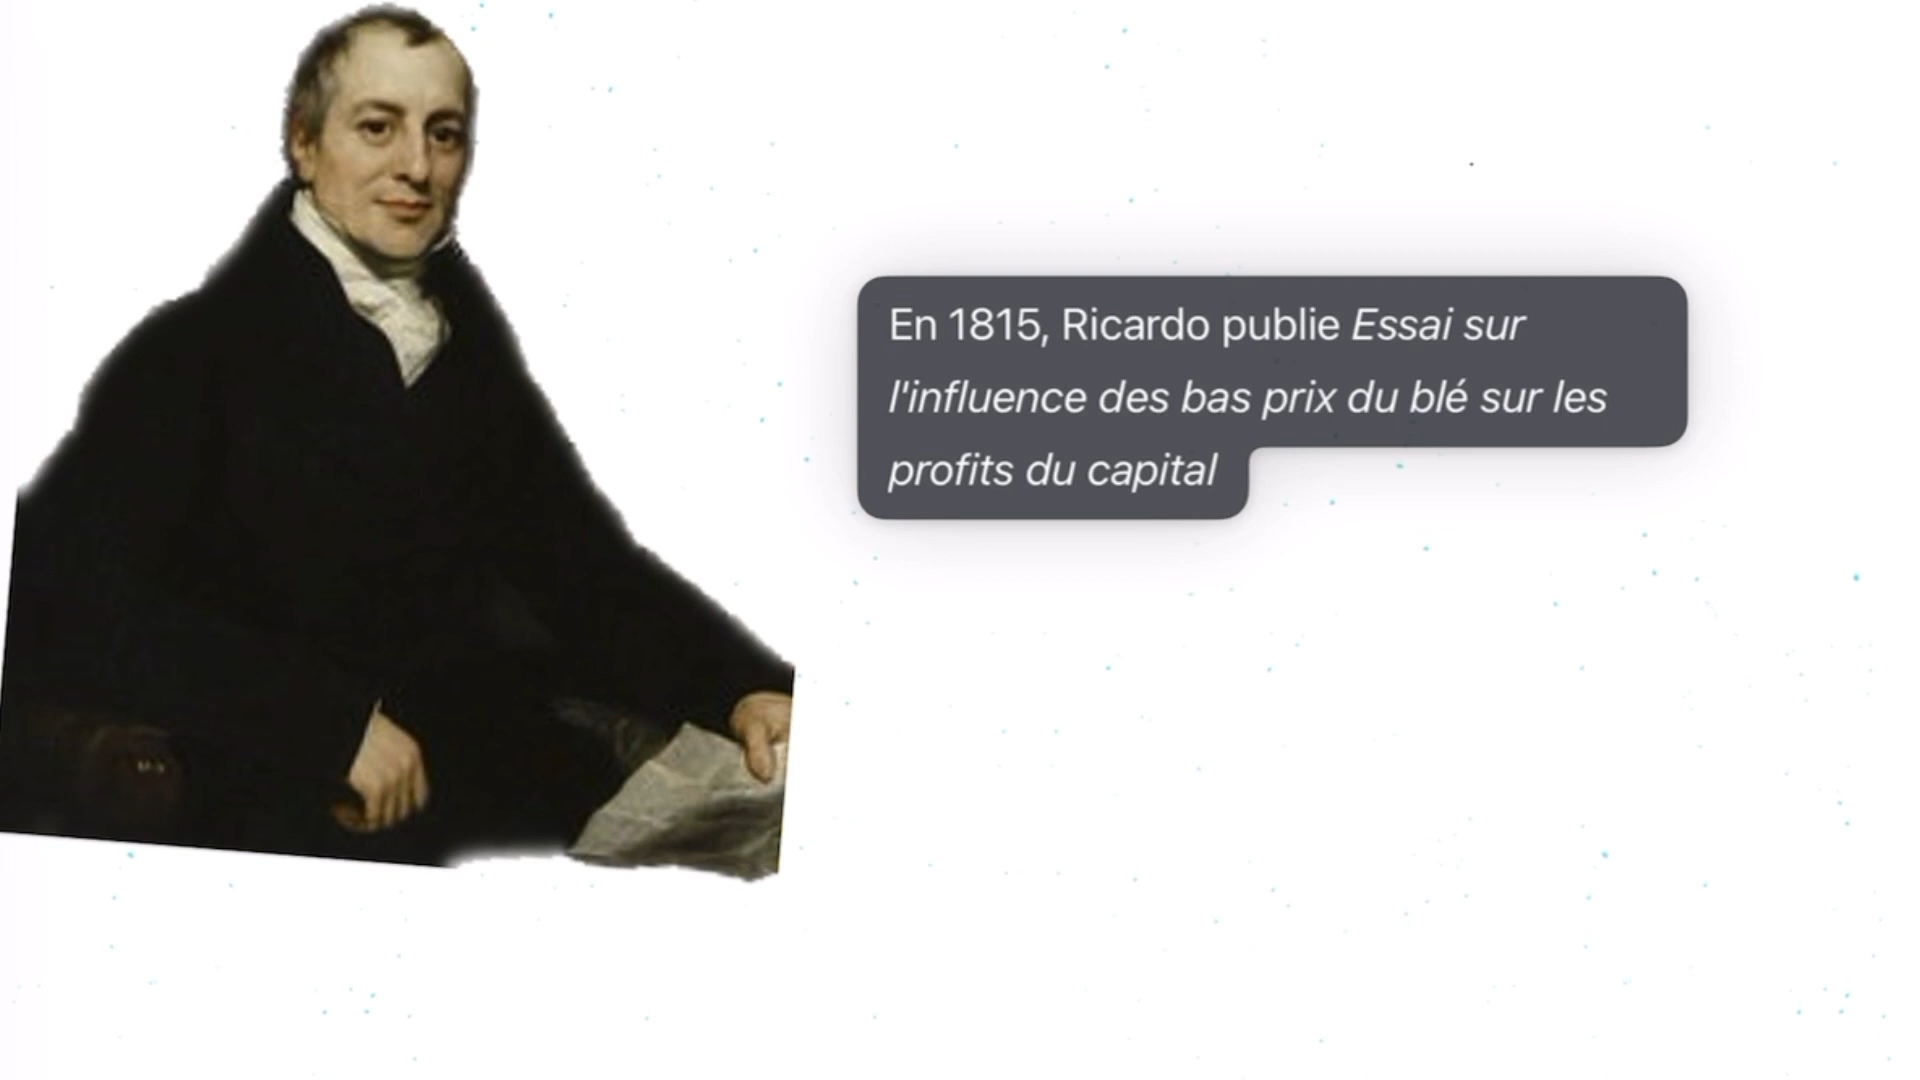 En 1815, Ricardo publie Essai sur
l'influence des bas prix du blé sur les
profits du capital